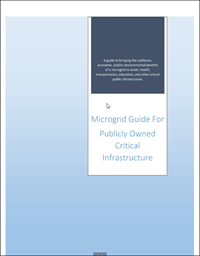 A guide to bringing the resilience,
economic, and/or environmental benefits
of a microgrid to water, health,
transportation, education, and other critical
public infrastructure.
Microgrid Guide For
Publicly Owned
Critical
Infrastructure